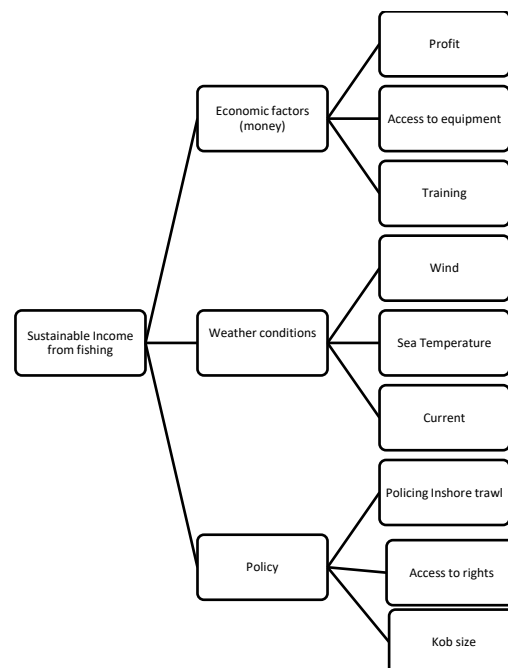 Profit
Economic factors
(money)
Access to equipment
Training
Wind
Sustainable Income
from fishing
Weather conditions
Sea Temperature
Current
Policing Inshore trawl
Policy
Access to rights
Kob size